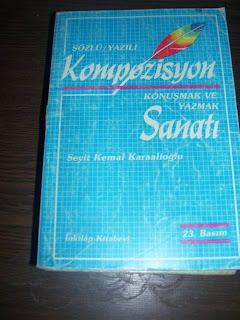 SÖZLÜ-YAZILI
Kompozisyon
KONUŞMAK VE
YAZMAK
Sanatı
Seyit Kemal Karaalioğlu
İnkılâp Kitabevi
23. Basım